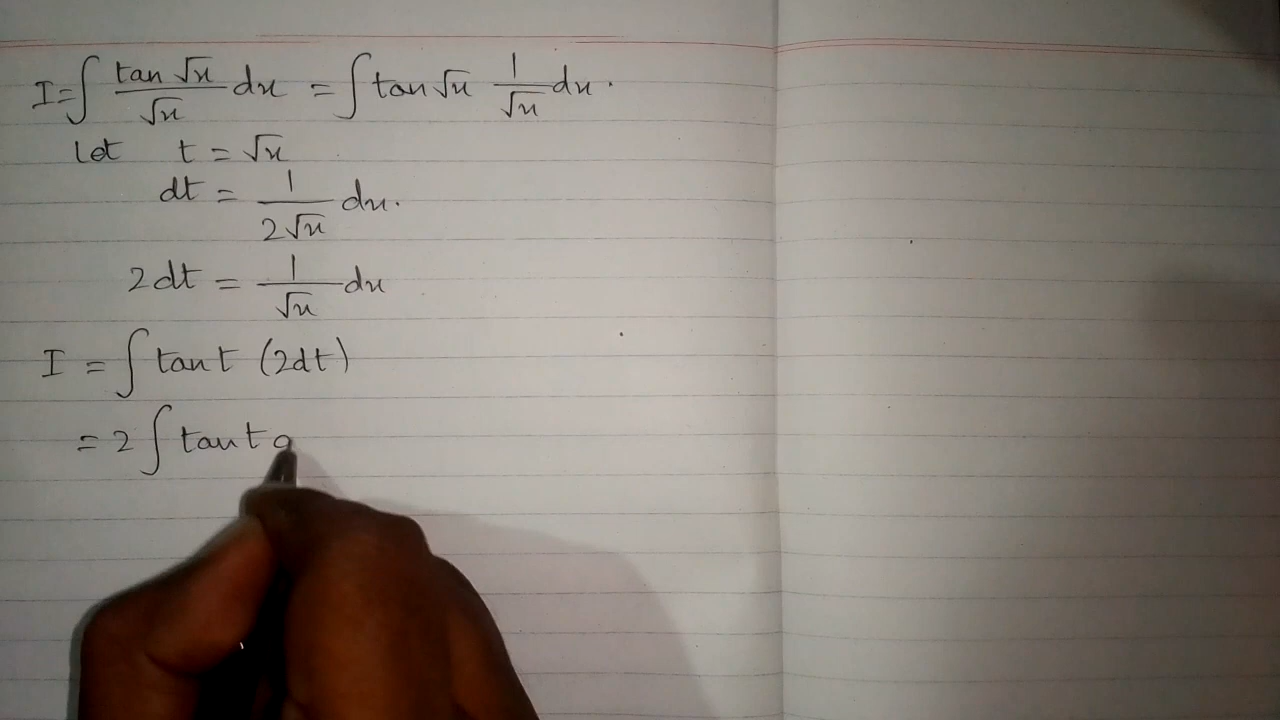 I = ∫ tan √x / √x dx = ∫ tan √x 1/√x dx.
Let t = √x
dt = 1/2√x dx.
2dt = 1/√x dx
I = ∫ tan t (2dt)
= 2 ∫ tan t